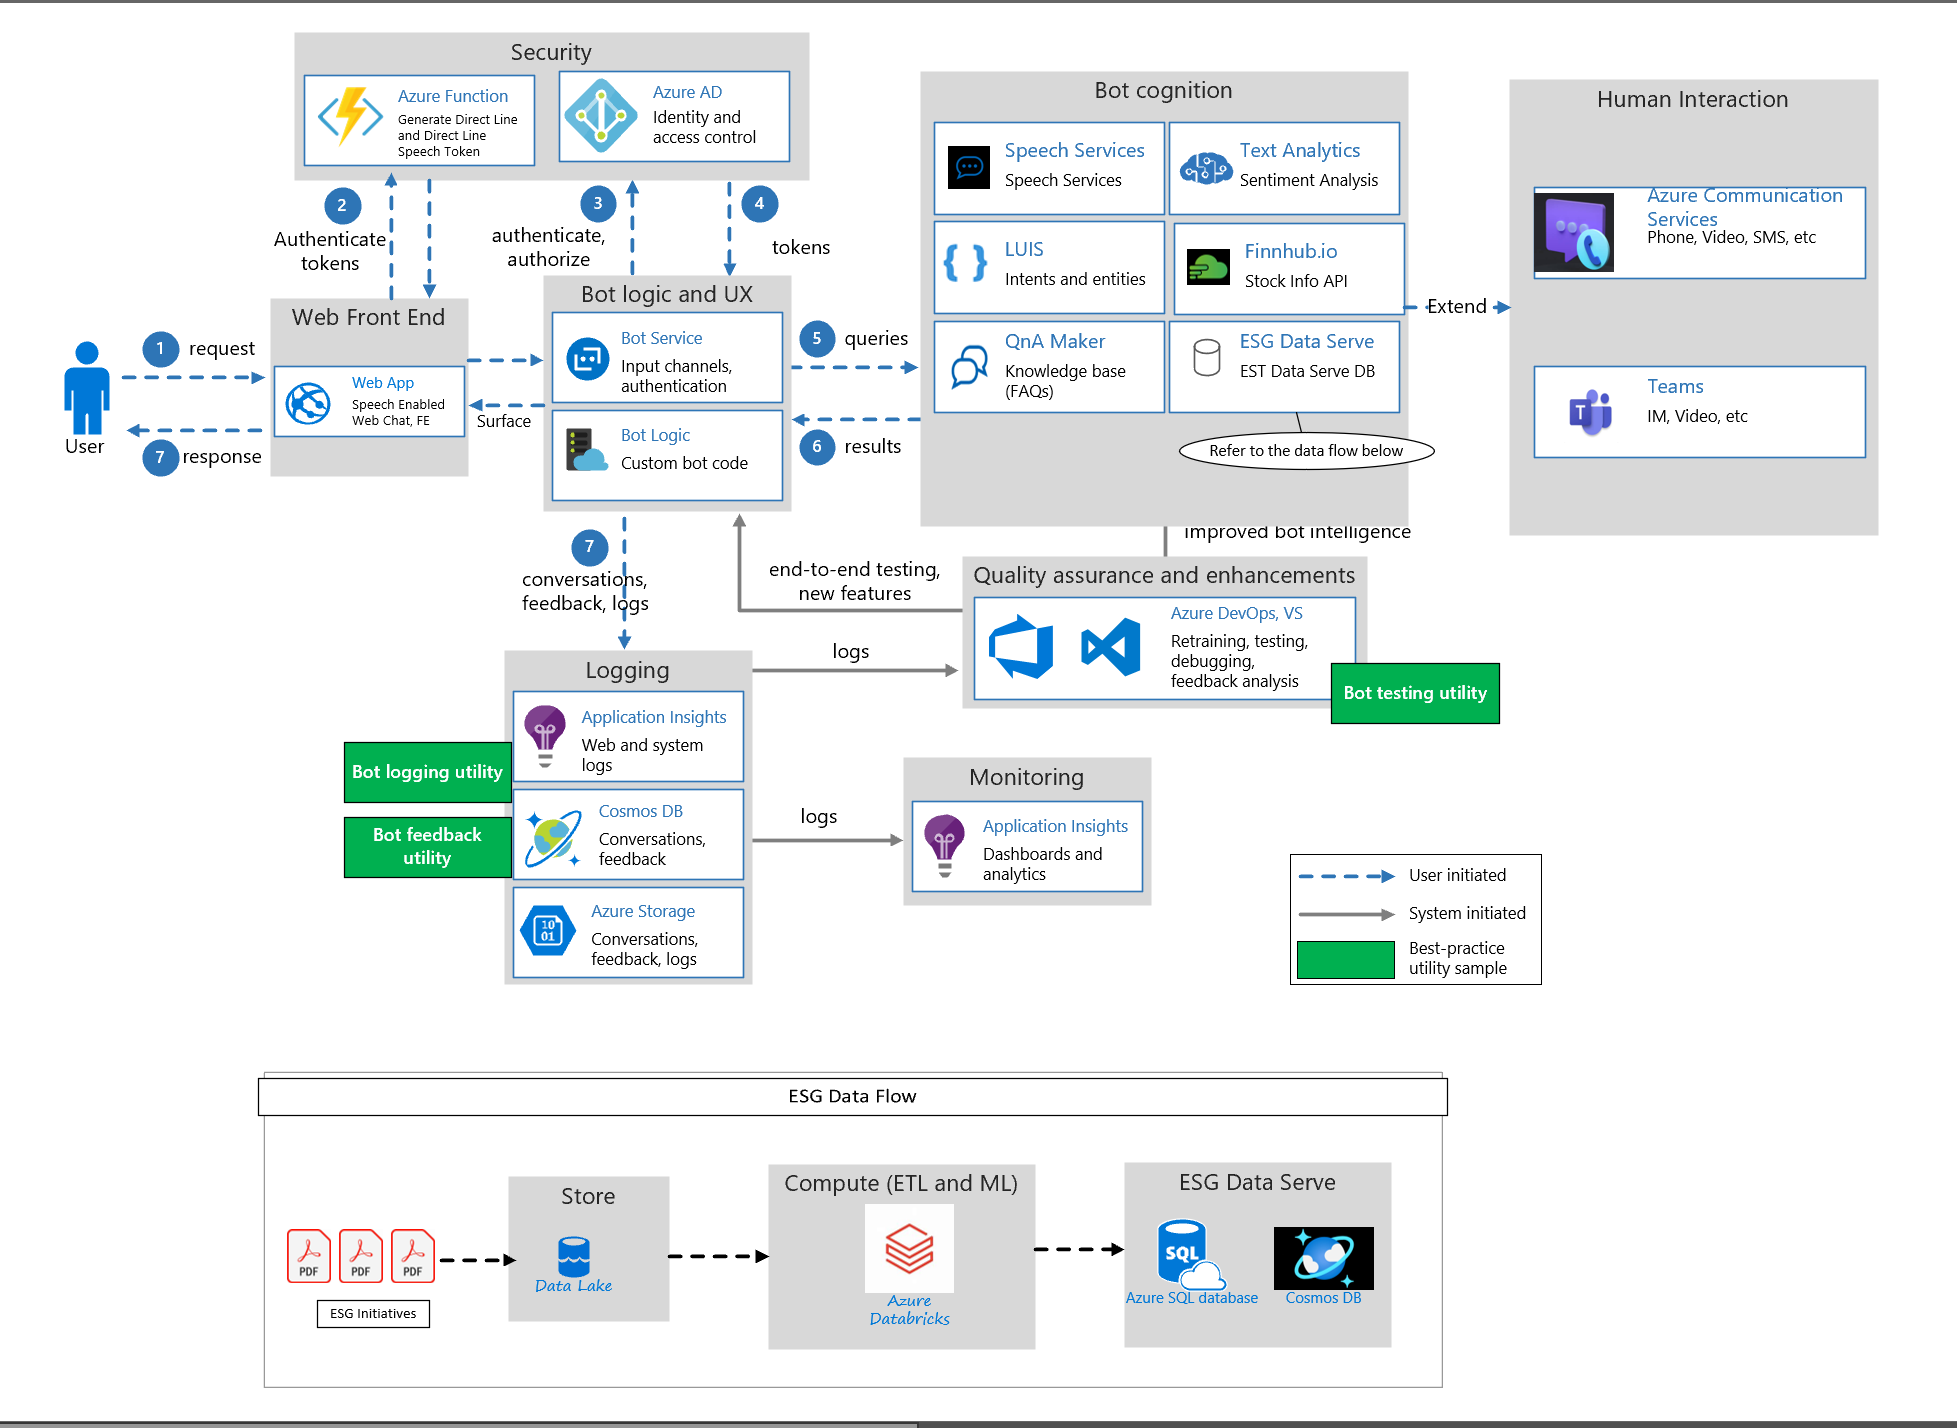 Security
Azure Function
Generate Direct Line
and Direct Line
Speech Token
Azure AD
Identity and
access control
Bot cognition
Speech Services
Speech Services
Text Analytics
Sentiment Analysis
LUIS
Intents and entities
Finnhub.io
Stock Info API
QnA Maker
Knowledge base
(FAQs)
ESG Data Serve
EST Data Serve DB
Refer to the data flow below
Human Interaction
Azure Communication
Services
Phone, Video, SMS, etc
Teams
IM, Video, etc
Extend
2
Authenticate
tokens
3
authenticate,
authorize
4
tokens
Web Front End
Web App
Speech Enabled
Web Chat, FE
Bot logic and UX
Bot Service
Input channels,
authentication
Bot Logic
Custom bot code
1
request
User
7
response
Surface
5
queries
6
results
7
conversations,
feedback, logs
end-to-end testing,
new features
improved bot intelligence
Quality assurance and enhancements
Azure DevOps, VS
Retraining, testing,
debugging,
feedback analysis
Bot testing utility
Logging
Application Insights
Web and system
logs
Cosmos DB
Conversations,
feedback
Azure Storage
10
01
Conversations,
feedback, logs
Bot logging utility
Bot feedback
utility
logs
logs
Monitoring
Application Insights
Dashboards and
analytics
User initiated
System initiated
Best-practice
utility sample
ESG Data Flow
PDF
PDF
PDF
ESG Initiatives
Store
Data Lake
Compute (ETL and ML)
Azure
Databricks
ESG Data Serve
SQL
Azure SQL database
Cosmos DB
T